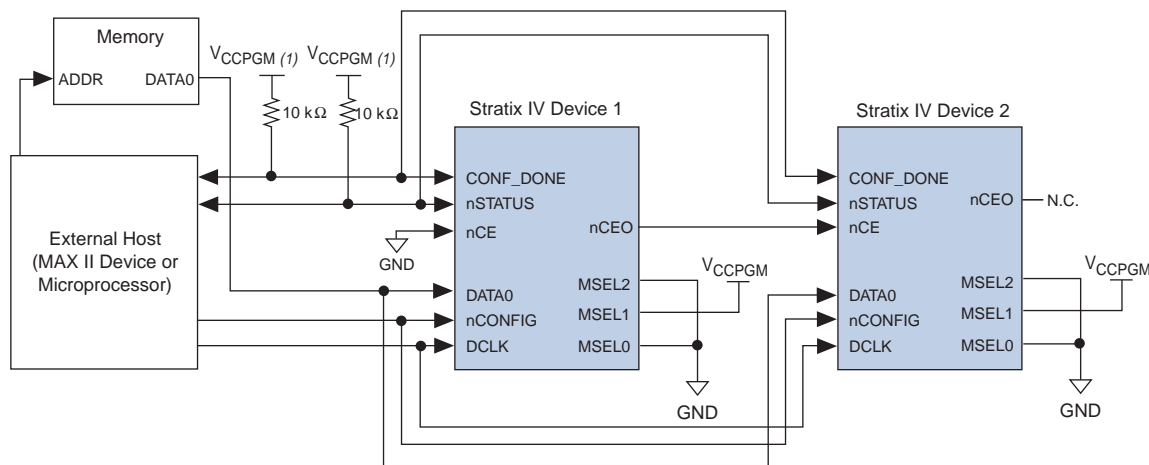 Memory
ADDR
DATA0
VCCPGM (1)
VCCPGM (1)
10 kΩ
10 kΩ
External Host
(MAX II Device or
Microprocessor)
Stratix IV Device 1
CONF_DONE
nSTATUS
nCE
GND
DATA0
nCONFIG
DCLK
nCEO
MSEL2
MSEL1
MSEL0
VCCPGM
GND
Stratix IV Device 2
CONF_DONE
nSTATUS
nCE
DATA0
nCONFIG
DCLK
nCEO
N.C.
MSEL2
MSEL1
MSEL0
VCCPGM
GND